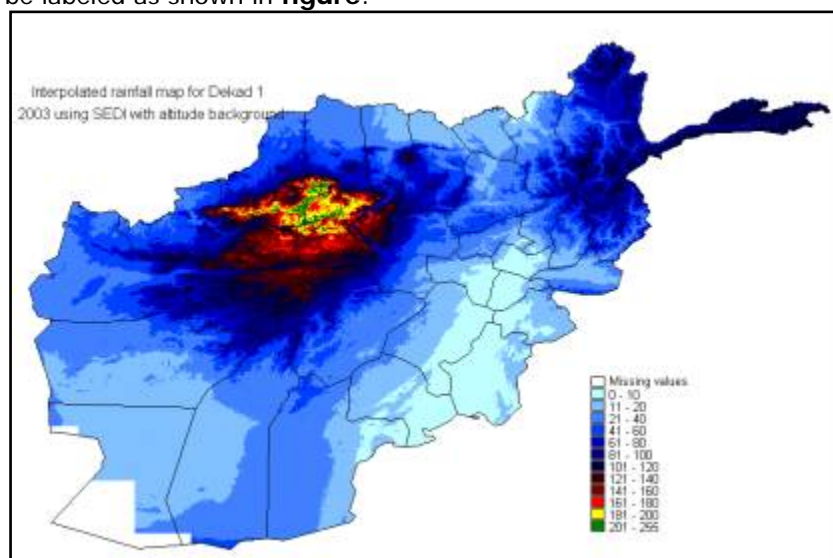 be labeled as shown in figure.
Interpolated rainfall map for Dekad 1
2003 using SEDI with altitude background
Missing values
0 - 10
11 - 20
21 - 40
41 - 60
61 - 80
81 - 100
101 - 120
121 - 140
141 - 160
161 - 180
181 - 200
201 - 255